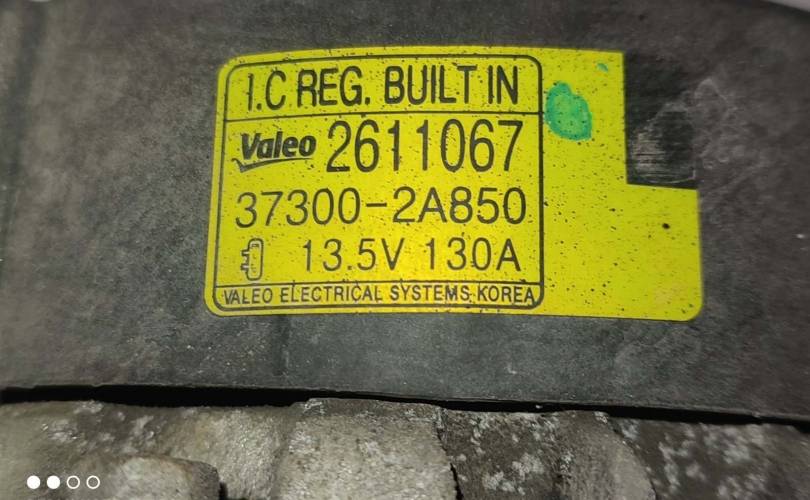 I.C REG. BUILT IN
Valeo 2611067
37300-2A850
13.5V 130A
VALEO ELECTRICAL SYSTEMS KOREA